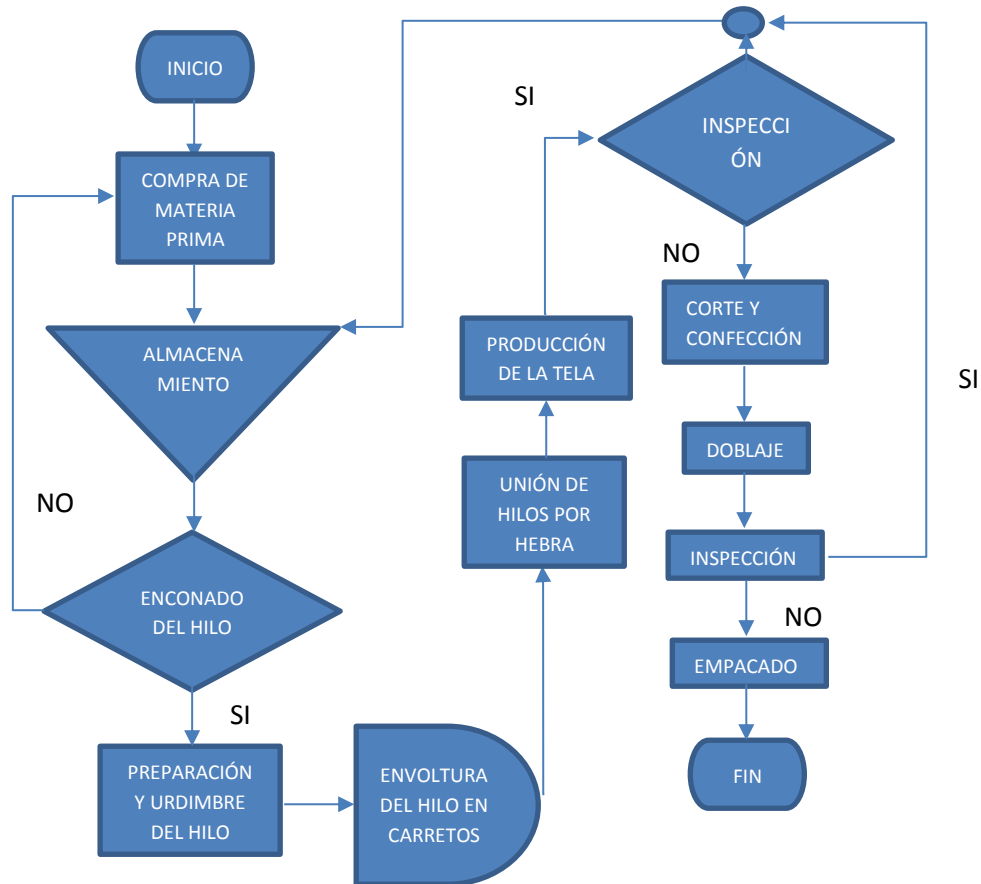 INICIO
COMPRA DE
MATERIA
PRIMA
ALMACENA
MIENTO
NO
ENCONADO
DEL HILO
SI
PREPARACIÓN
Y URDIMBRE
DEL HILO
ENVOLTURA
DEL HILO EN
CARRETOS
UNIÓN DE
HILOS POR
HEBRA
PRODUCCIÓN
DE LA TELA
SI
INSPECCI
ÓN
NO
CORTE Y
CONFECCIÓN
DOBLAJE
INSPECCIÓN
SI
NO
EMPACADO
FIN